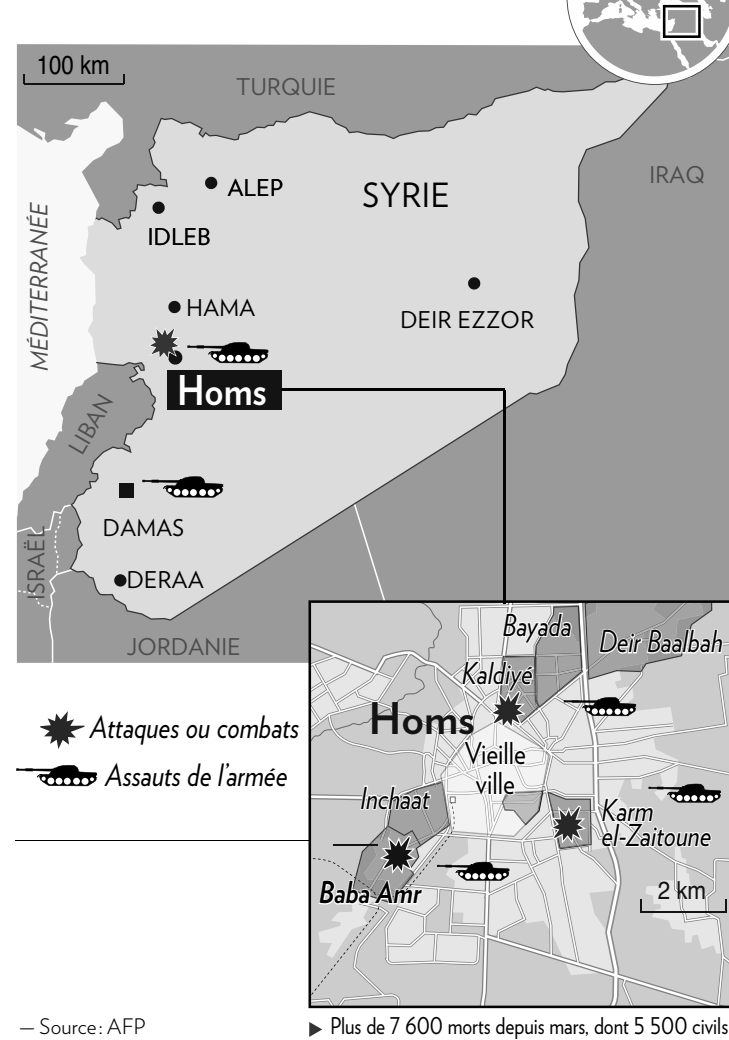 100 km
TURQUIE
IRAQ
SYRIE
ALEP
IDLEB
MÉDITERRANÉE
HAMA
DEIR EZZOR
Homs
LIBAN
DAMAS
ISRAËL
DERAA
JORDANIE
Attaques ou combats
Assauts de l'armée
Bayada
Deir Baalbah
Kaldiyé
Homs
Vieille
ville
Inchaat
Karm
el-Zaitoune
Baba Amr
2 km
— Source: AFP
▶ Plus de 7 600 morts depuis mars, dont 5 500 civils